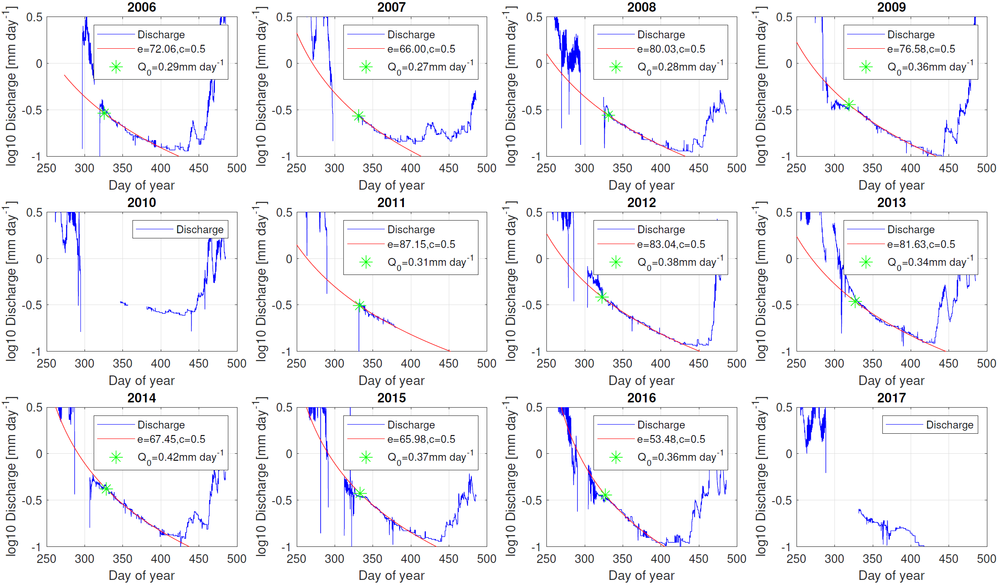 2006
log10 Discharge [mm day-1]
0.5
0
-0.5
-1
Discharge
e=72.06,c=0.5
Q0=0.29mm day-1
250 300 350 400 450 500
Day of year
2007
log10 Discharge [mm day-1]
0.5
0
-0.5
-1
Discharge
e=66.00,c=0.5
Q0=0.27mm day-1
250 300 350 400 450 500
Day of year
2008
log10 Discharge [mm day-1]
0.5
0
-0.5
-1
Discharge
e=80.03,c=0.5
Q0=0.28mm day-1
250 300 350 400 450 500
Day of year
2009
log10 Discharge [mm day-1]
0.5
0
-0.5
-1
Discharge
e=76.58,c=0.5
Q0=0.36mm day-1
250 300 350 400 450 500
Day of year
2010
log10 Discharge [mm day-1]
0.5
0
-0.5
-1
Discharge
250 300 350 400 450 500
Day of year
2011
log10 Discharge [mm day-1]
0.5
0
-0.5
-1
Discharge
e=87.15,c=0.5
Q0=0.31mm day-1
250 300 350 400 450 500
Day of year
2012
log10 Discharge [mm day-1]
0.5
0
-0.5
-1
Discharge
e=83.04,c=0.5
Q0=0.38mm day-1
250 300 350 400 450 500
Day of year
2013
log10 Discharge [mm day-1]
0.5
0
-0.5
-1
Discharge
e=81.63,c=0.5
Q0=0.34mm day-1
250 300 350 400 450 500
Day of year
2014
log10 Discharge [mm day-1]
0.5
0
-0.5
-1
Discharge
e=67.45,c=0.5
Q0=0.42mm day-1
250 300 350 400 450 500
Day of year
2015
log10 Discharge [mm day-1]
0.5
0
-0.5
-1
Discharge
e=65.98,c=0.5
Q0=0.37mm day-1
250 300 350 400 450 500
Day of year
2016
log10 Discharge [mm day-1]
0.5
0
-0.5
-1
Discharge
e=53.48,c=0.5
Q0=0.36mm day-1
250 300 350 400 450 500
Day of year
2017
log10 Discharge [mm day-1]
0.5
0
-0.5
-1
Discharge
250 300 350 400 450 500
Day of year